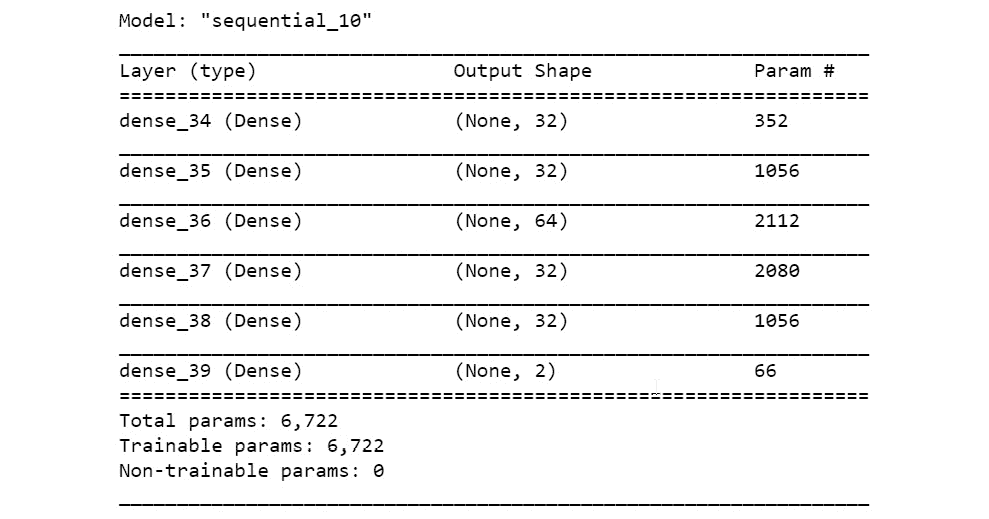 Model: "sequential_10"
Layer (type) Output Shape Param #
dense_34 (Dense) (None, 32) 352
dense_35 (Dense) (None, 32) 1056
dense_36 (Dense) (None, 64) 2112
dense_37 (Dense) (None, 32) 2080
dense_38 (Dense) (None, 32) 1056
dense_39 (Dense) (None, 2) 66
Total params: 6,722
Trainable params: 6,722
Non-trainable params: 0